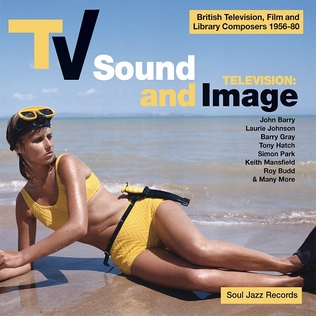 British Television, Film and
Library Composers 1956-80
TV Sound
TELEVISION:
and Image
John Barry
Laurie Johnson
Barry Gray
Tony Hatch
Simon Park
Keith Mansfield
Roy Budd
& Many More
Soul Jazz Records